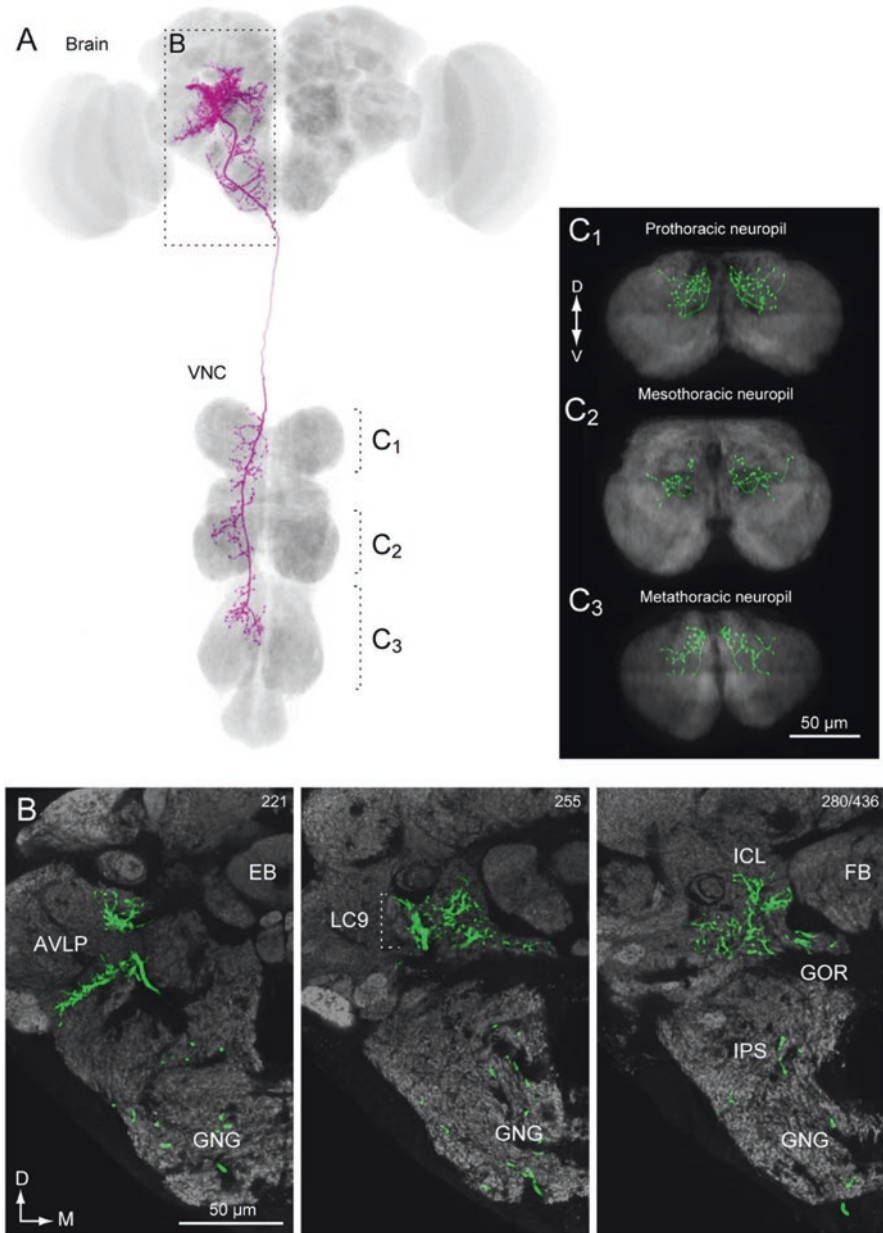 A
Brain
B
VNC
C1
C2
C3
C1
Prothoracic neuropil
D
V
Mesothoracic neuropil
C2
C3
Metathoracic neuropil
50 µm
B
221
EB
AVLP
GNG
D
M
50 µm
255
LC9
GNG
280/436
ICL
FB
GOR
IPS
GNG